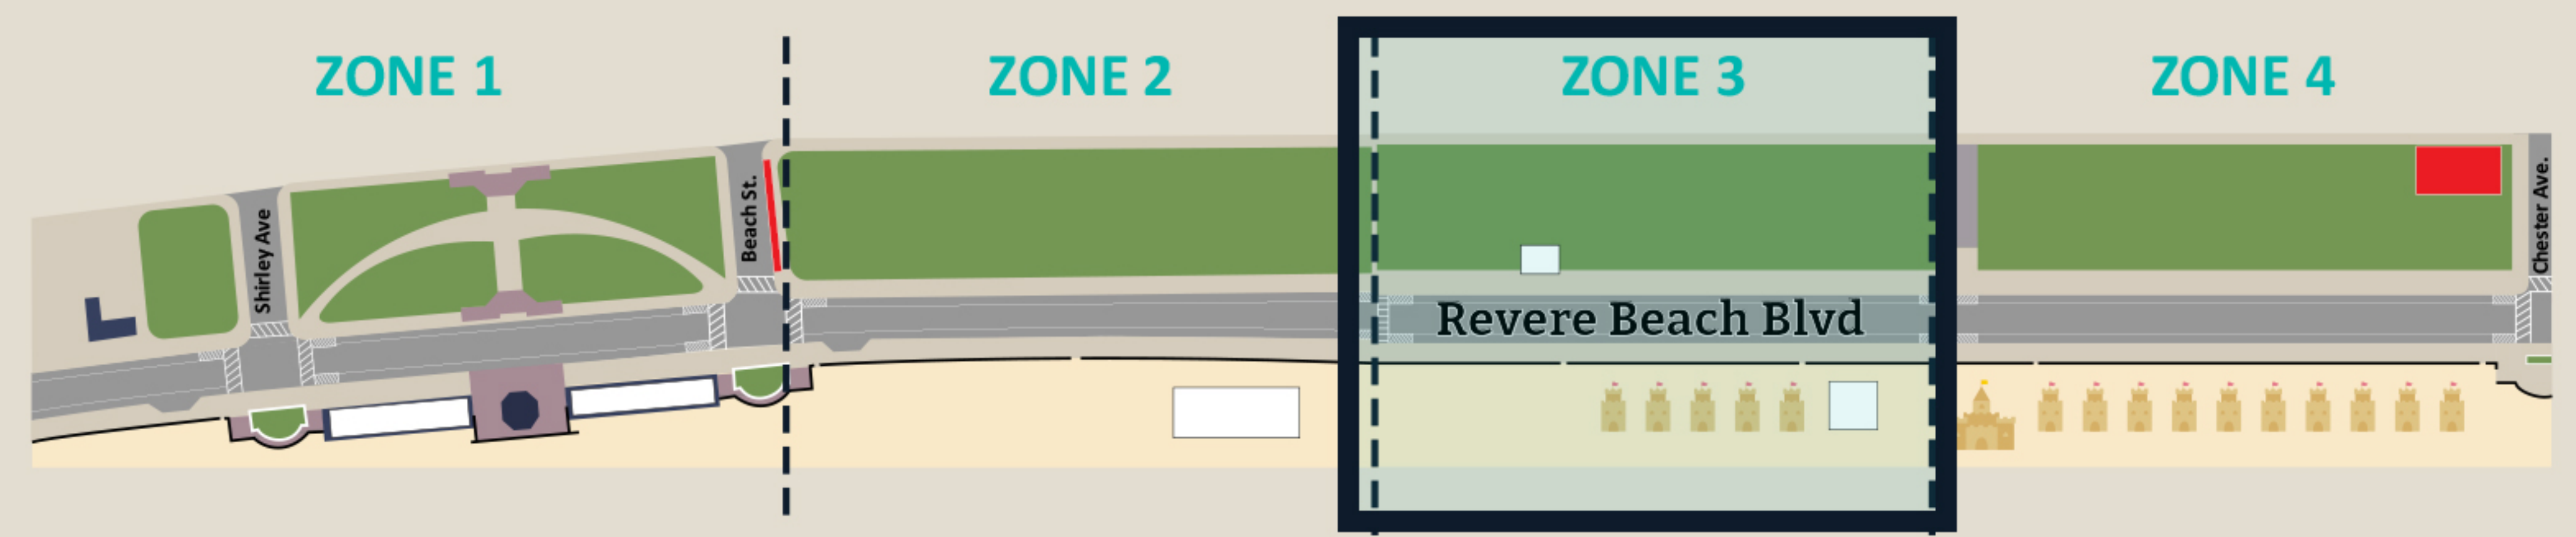 ZONE 1
ZONE 2
ZONE 3
ZONE 4
Shirley Ave
Beach St.
Revere Beach Blvd
Chester Ave.